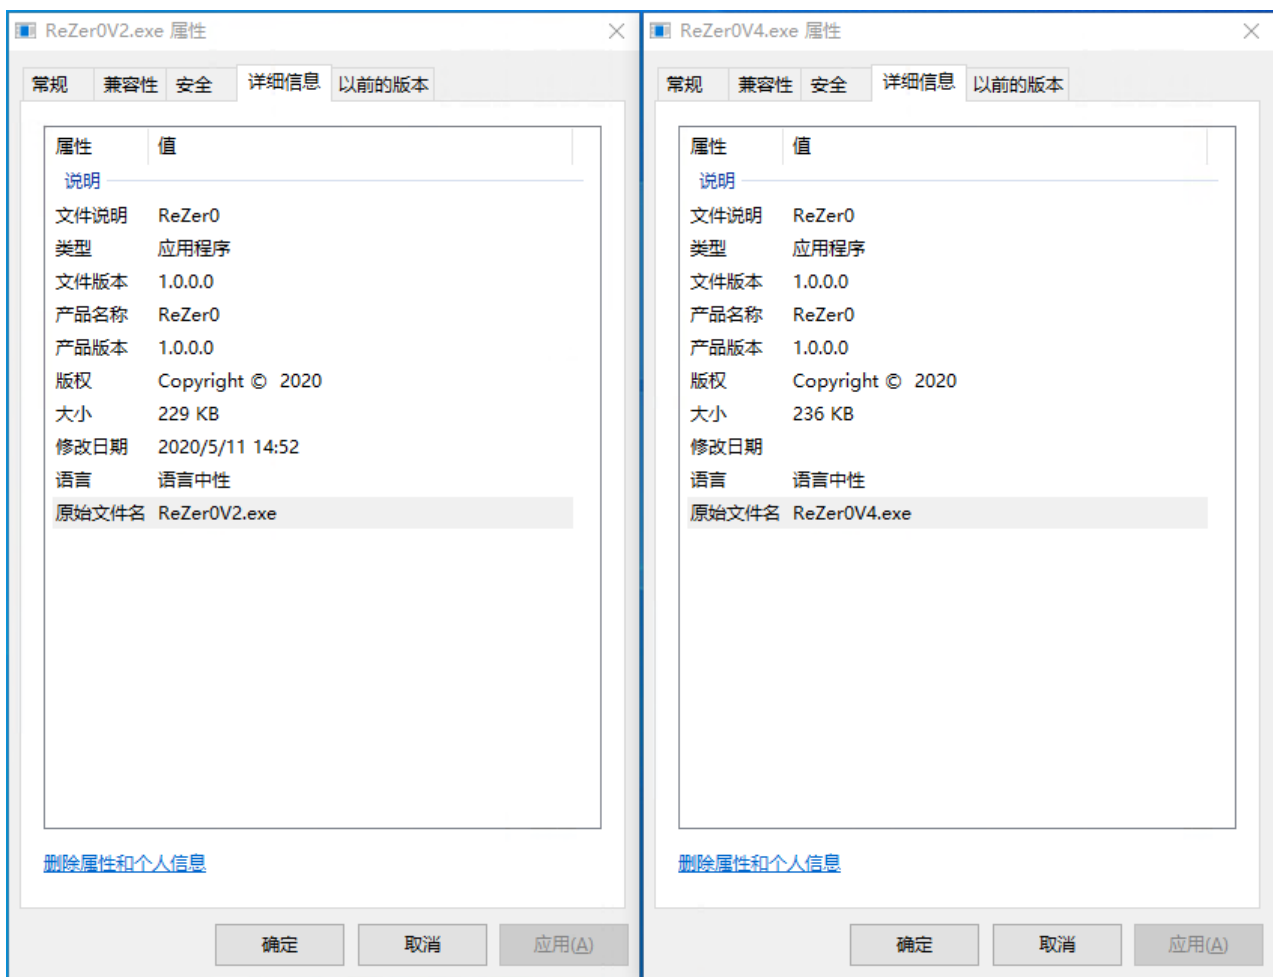 ReZer0V2.exe 属性
常规 兼容性 安全 详细信息 以前的版本
属性 值
说明
文件说明 ReZer0
类型 应用程序
文件版本 1.0.0.0
产品名称 ReZer0
产品版本 1.0.0.0
版权 Copyright © 2020
大小 229 KB
修改日期 2020/5/11 14:52
语言 语言中性
原始文件名 ReZer0V2.exe
删除属性和个人信息
确定 取消 应用(A)
ReZer0V4.exe 属性
常规 兼容性 安全 详细信息 以前的版本
属性 值
说明
文件说明 ReZer0
类型 应用程序
文件版本 1.0.0.0
产品名称 ReZer0
产品版本 1.0.0.0
版权 Copyright © 2020
大小 236 KB
修改日期
语言 语言中性
原始文件名 ReZer0V4.exe
删除属性和个人信息
确定 取消 应用(A)